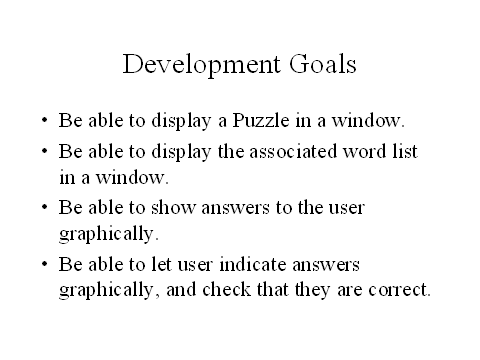 Development Goals
• Be able to display a Puzzle in a window.
• Be able to display the associated word list
in a window.
• Be able to show answers to the user
graphically.
• Be able to let user indicate answers
graphically, and check that they are correct.